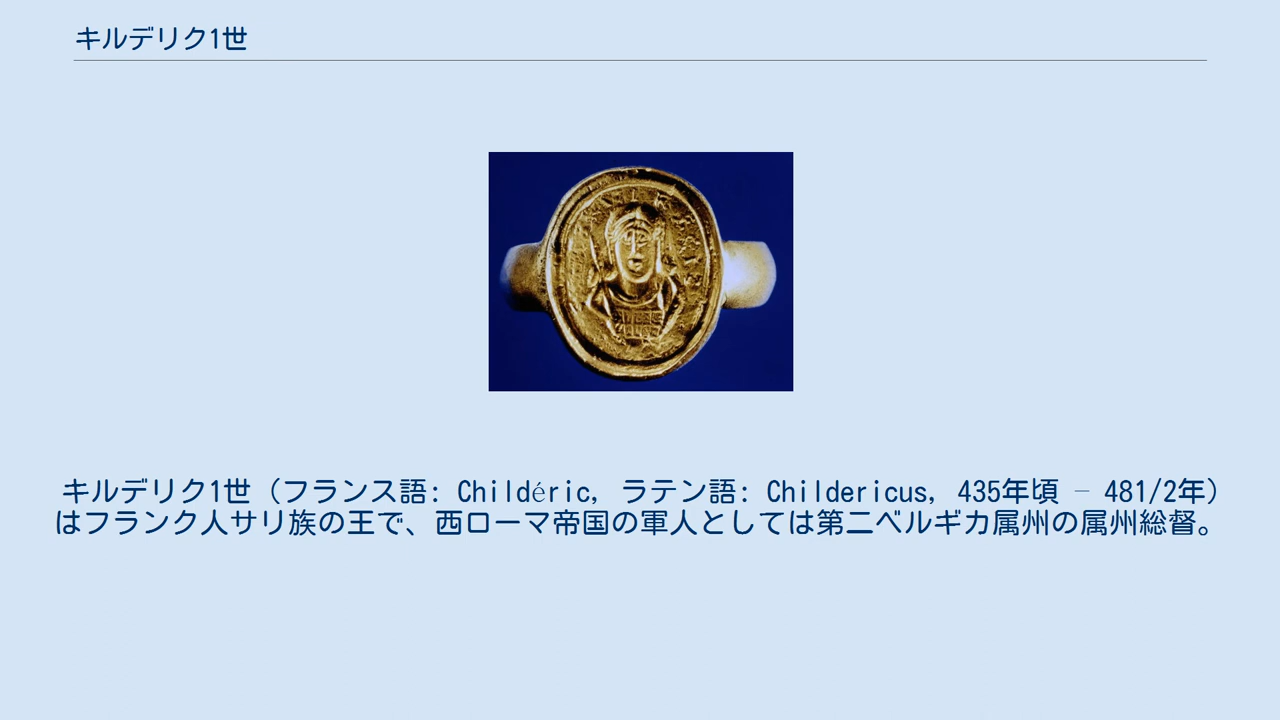 キルデリク1世
キルデリク1世（フランス語: Childéric, ラテン語: Childericus, 435年頃 – 481/2年）
はフランク人サリ族の王で、西ローマ帝国の軍人としては第二ベルギカ属州の属州総督。